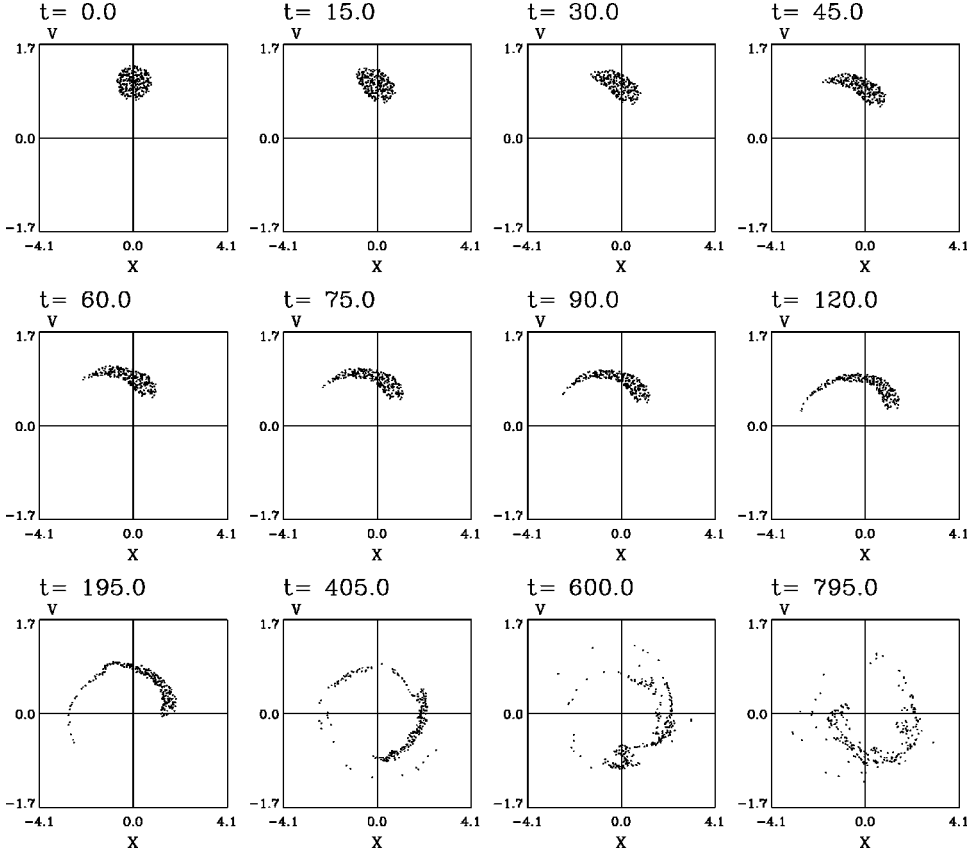 t= 0.0 t= 15.0 t= 30.0 t= 45.0
V V V V
1.7 1.7 1.7 1.7
0.0 0.0 0.0 0.0
−1.7 −1.7 −1.7 −1.7
−4.1 0.0 4.1 −4.1 0.0 4.1 −4.1 0.0 4.1 −4.1 0.0 4.1
X X X X
t= 60.0 t= 75.0 t= 90.0 t= 120.0
V V V V
1.7 1.7 1.7 1.7
0.0 0.0 0.0 0.0
−1.7 −1.7 −1.7 −1.7
−4.1 0.0 4.1 −4.1 0.0 4.1 −4.1 0.0 4.1 −4.1 0.0 4.1
X X X X
t= 195.0 t= 405.0 t= 600.0 t= 795.0
V V V V
1.7 1.7 1.7 1.7
0.0 0.0 0.0 0.0
−1.7 −1.7 −1.7 −1.7
−4.1 0.0 4.1 −4.1 0.0 4.1 −4.1 0.0 4.1 −4.1 0.0 4.1
X X X X